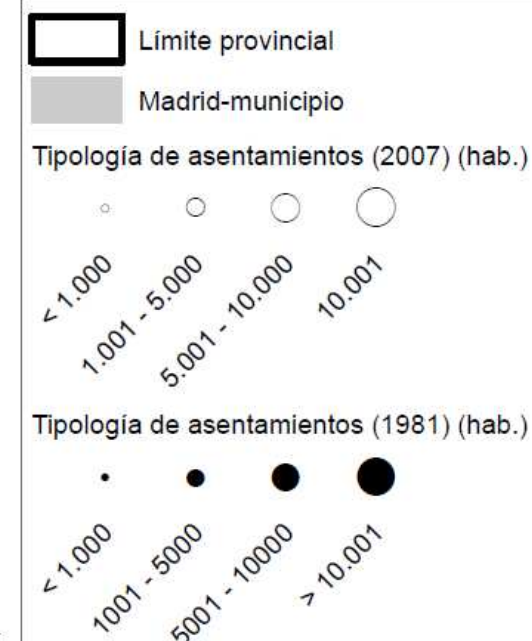 Límite provincial
Madrid-municipio
Tipología de asentamientos (2007) (hab.)
< 1.000
1.001 - 5.000
5.001 - 10.000
10.001
Tipología de asentamientos (1981) (hab.)
< 1.000
1001 - 5000
5001 - 10000
> 10.001